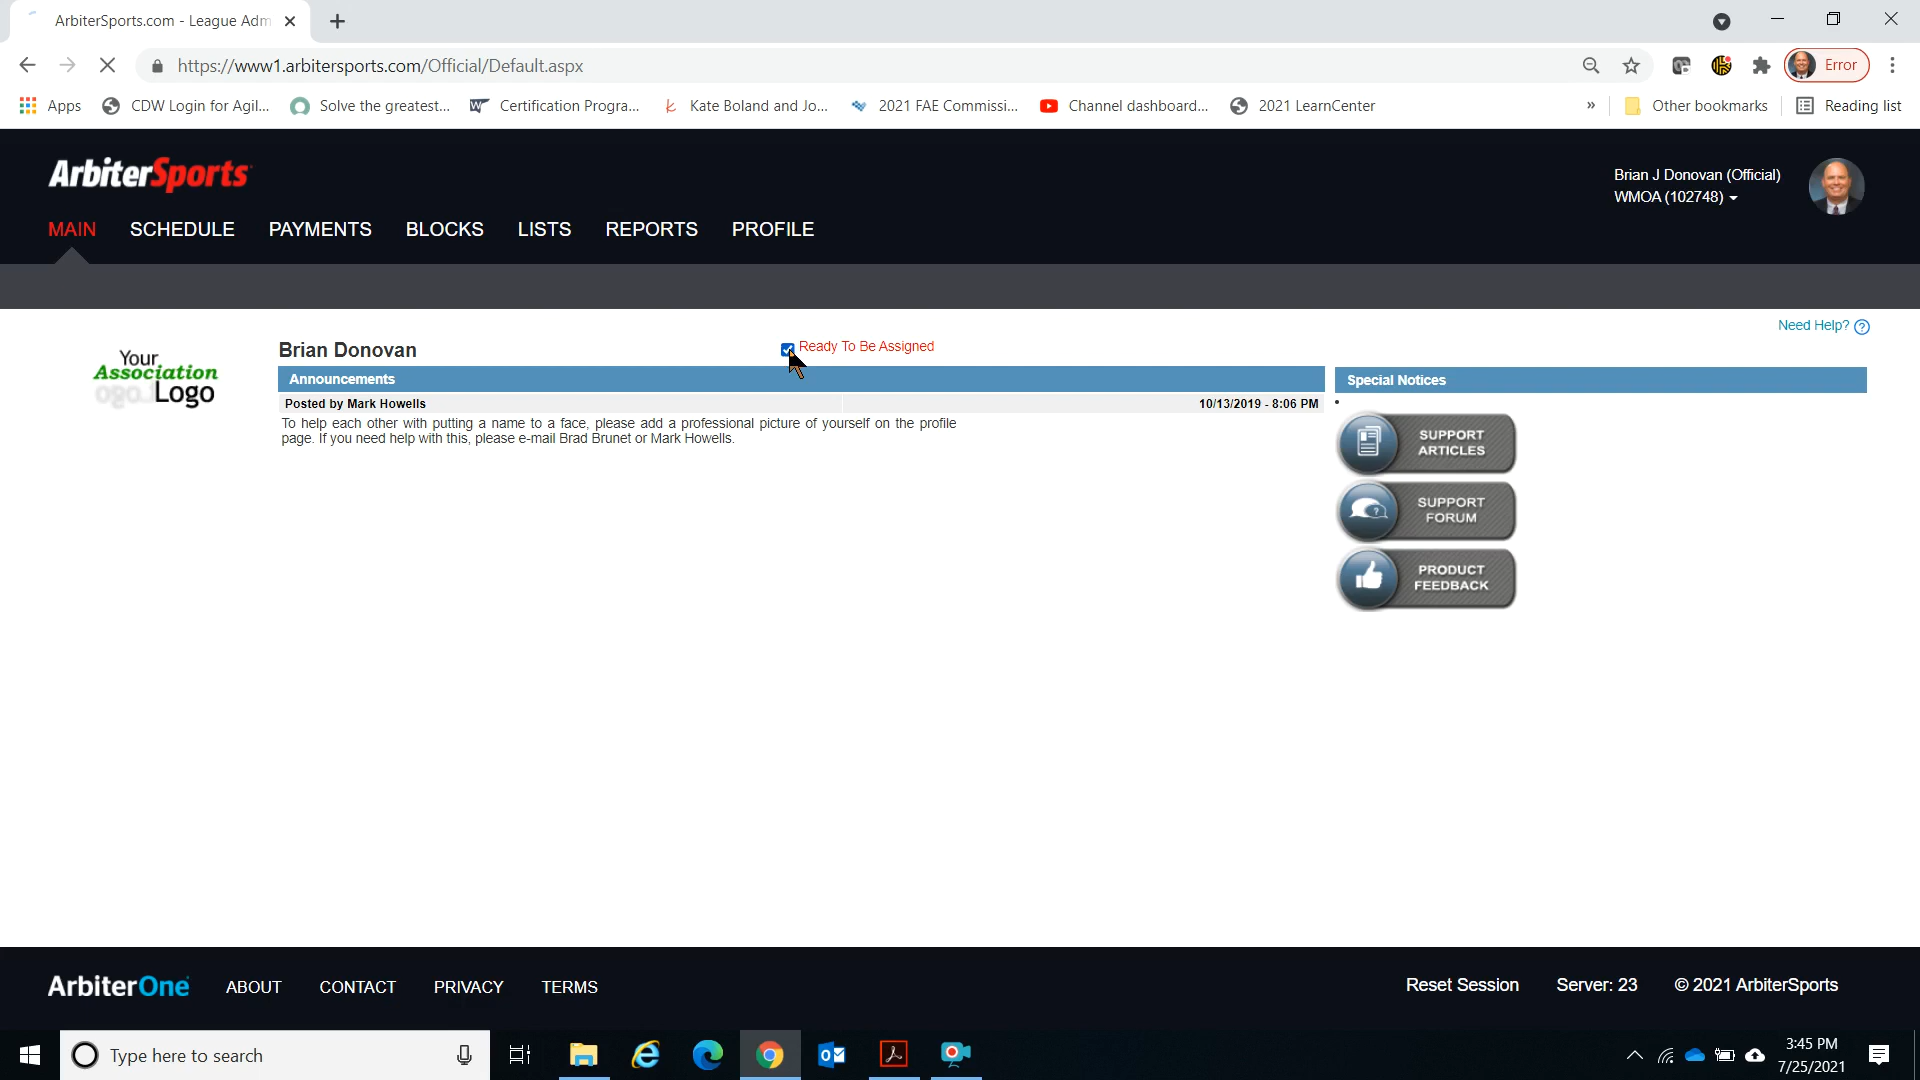 ArbiterSports.com - League Adm
https://www1.arbitersports.com/Official/Default.aspx
Error
Apps
CDW Login for Agil...
Solve the greatest...
Certification Progra...
Kate Boland and Jo...
2021 FAE Commissi...
Channel dashboard...
2021 LearnCenter
»
Other bookmarks
Reading list
ArbiterSports
Brian J Donovan (Official)
WMOA (102748)
MAIN SCHEDULE PAYMENTS BLOCKS LISTS REPORTS PROFILE
Need Help? ?
Your
Association
Logo
Brian Donovan
Ready To Be Assigned
Announcements
Posted by Mark Howells 10/13/2019 - 8:06 PM
To help each other with putting a name to a face, please add a professional picture of yourself on the profile
page. If you need help with this, please e-mail Brad Brunet or Mark Howells.
Special Notices
•
SUPPORT
ARTICLES
SUPPORT
FORUM
PRODUCT
FEEDBACK
ArbiterOne ABOUT CONTACT PRIVACY TERMS
Reset Session Server: 23 © 2021 ArbiterSports
Type here to search
3:45 PM
7/25/2021